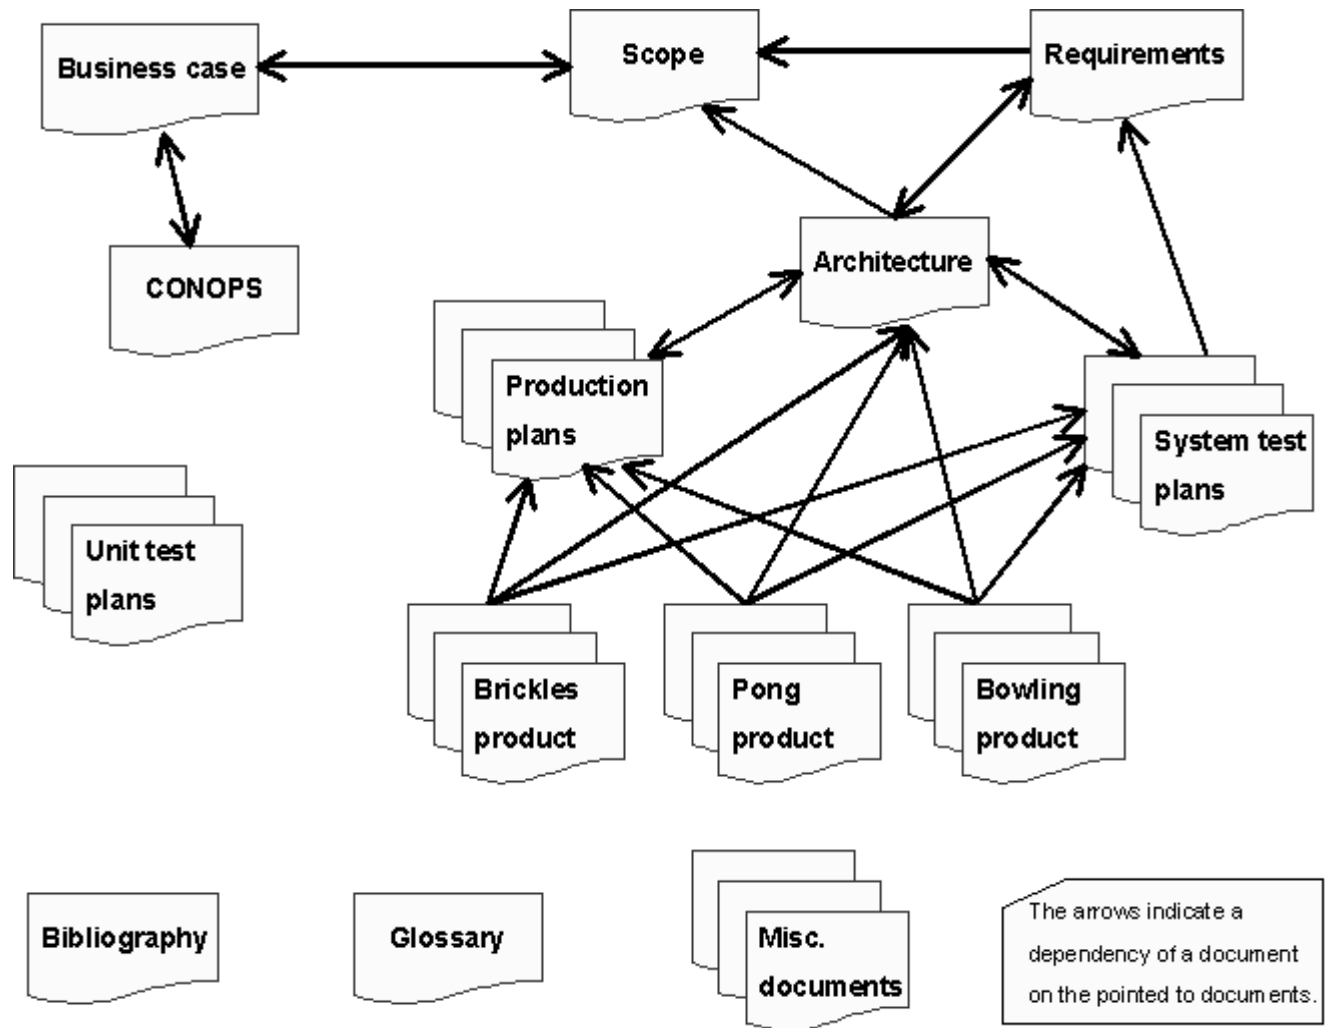 Business case
Scope
Requirements
CONOPS
Architecture
Production
plans
System test
plans
Unit test
plans
Brickles
product
Pong
product
Bowling
product
Bibliography
Glossary
Misc.
documents
The arrows indicate a
dependency of a document
on the pointed to documents.